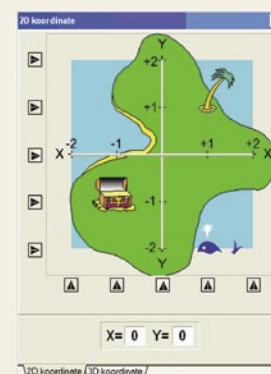 2D koordinate
Y
+2
+1
-2 -1 +1 +2
X X
-1
-2
Y
X= 0 Y= 0
2D koordinate / 3D koordinate